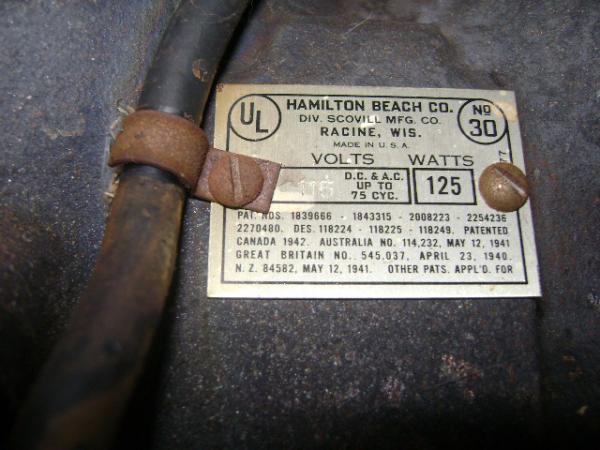 UL
HAMILTON BEACH CO.
DIV. SCOVILL MFG. CO.
RACINE, WIS.
MADE IN U.S.A.
NO
30
VOLTS WATTS
115 D.C. & A.C.
UP TO
75 CYC.
125
77
PAT. NOS. 1839666 - 1843315 - 2008223 - 2254236
2270480. DES. 118224 - 118225 - 118249. PATENTED
CANADA 1942. AUSTRALIA NO. 114,232, MAY 12, 1941
GREAT BRITAIN NO. 545,037, APRIL 23, 1940.
N. Z. 84582, MAY 12, 1941. OTHER PATS. APPL'D. FOR